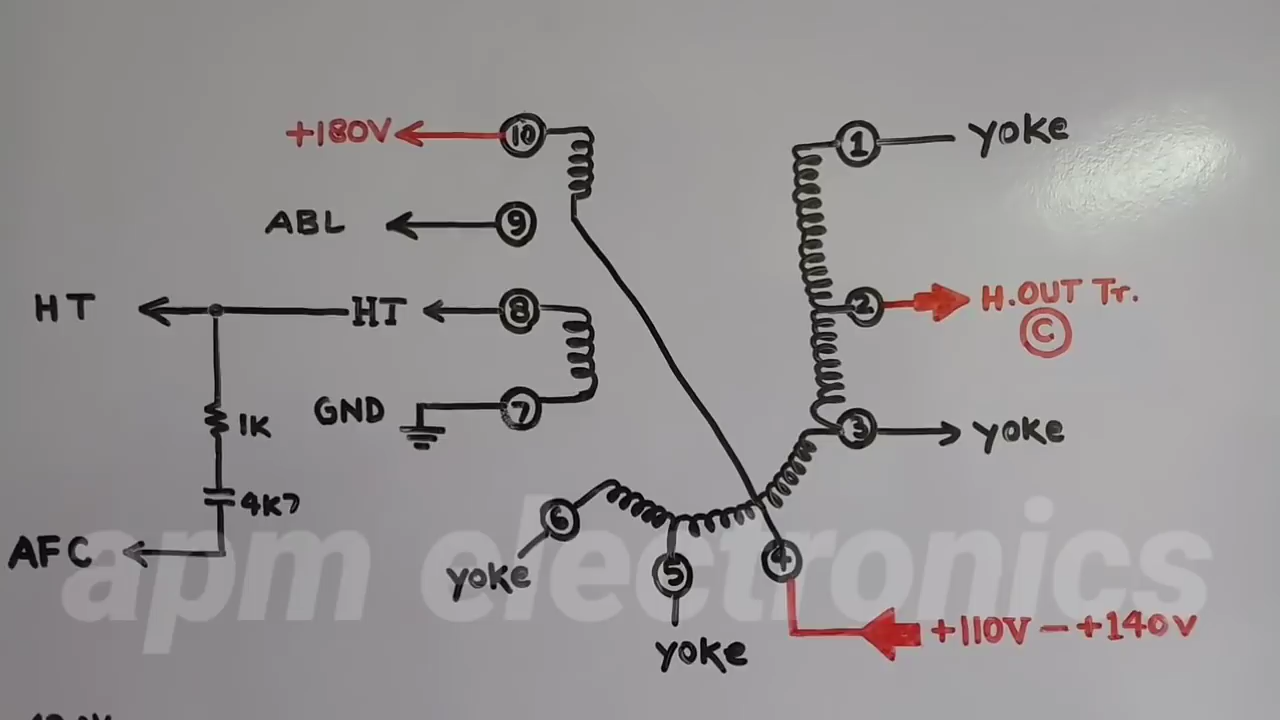 +180V
10
1
yoke
ABL
9
HT
HT
8
2
H.OUT Tr.
C
GND
7
3
yoke
1K
4K7
6
yoke
AFC
5
yoke
4
+110V - +140V
apm electronics